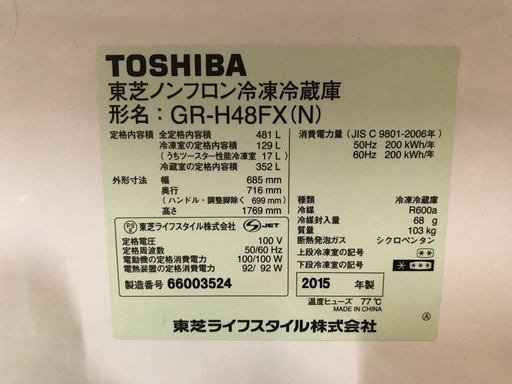 TOSHIBA
東芝ノンフロン冷凍冷蔵庫
形名：GR-H48FX(N)
定格内容積 全定格内容積 481 L
冷凍室の定格内容積 129 L
（うちツースター性能冷凍室 17 L）
冷蔵室の定格内容積 352 L
外形寸法 幅 685 mm
奥行 716 mm
（ハンドル・調整脚除く 699 mm）
高さ 1769 mm
消費電力量（JIS C 9801-2006年）
50Hz 200 kWh/年
60Hz 200 kWh/年
種類 冷凍冷蔵庫
冷媒 R600a
冷媒封入量 68 g
質量 103 kg
断熱発泡ガス シクロペンタン
上段冷凍室の記号 **
下段冷凍室の記号 * ***
PS E 東芝ライフスタイル株式会社 JET
定格電圧 100 V
定格周波数 50/60 Hz
電動機の定格消費電力 100/100 W
電熱装置の定格消費電力 92/ 92 W
製造番号 66003524
2015 年製
温度ヒューズ 77℃
MADE IN CHINA
東芝ライフスタイル株式会社
A